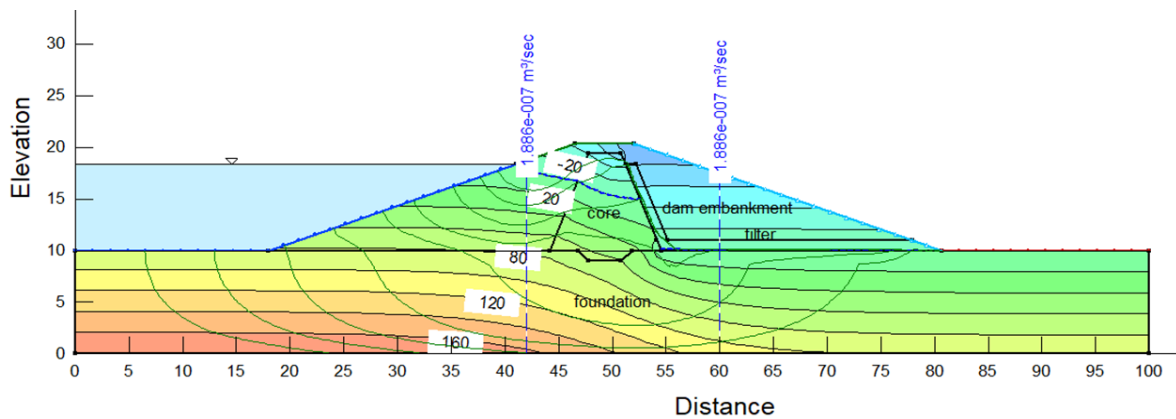 Elevation
30
20
15
10
5
0
1.886e-007 m³/sec
1.886e-007 m³/sec
-20
20
core
dam embankment
filter
80
foundation
120
160
0 5 10 15 20 25 30 35 40 45 50 55 60 65 70 75 80 85 90 95 100
Distance